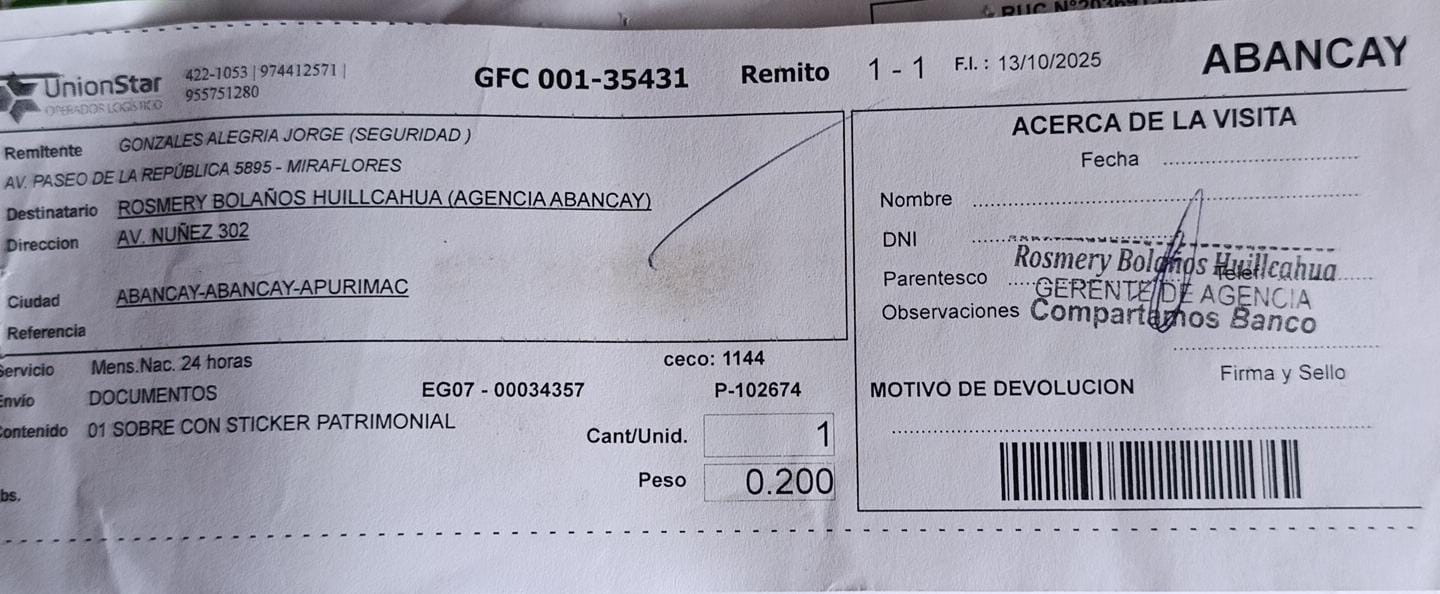 RUC N°
UnionStar
OPERADOR LOGÍSTICO
422-1053 | 974412571 |
955751280
GFC 001-35431
Remito 1 - 1
F.I. : 13/10/2025
ABANCAY
Remitente GONZALES ALEGRIA JORGE (SEGURIDAD )
AV. PASEO DE LA REPÚBLICA 5895 - MIRAFLORES
Destinatario ROSMERY BOLAÑOS HUILLCAHUA (AGENCIA ABANCAY)
Direccion AV. NUÑEZ 302
Ciudad ABANCAY-ABANCAY-APURIMAC
Referencia
Servicio Mens.Nac. 24 horas
ceco: 1144
Envío DOCUMENTOS
EG07 - 00034357
P-102674
Contenido 01 SOBRE CON STICKER PATRIMONIAL
Cant/Unid. 1
Peso 0.200
bs.
ACERCA DE LA VISITA
Fecha
Nombre
DNI
Parentesco
Telef
Observaciones
Rosmery Bolaños Huillcahua
GERENTE DE AGENCIA
Compartamos Banco
Firma y Sello
MOTIVO DE DEVOLUCION